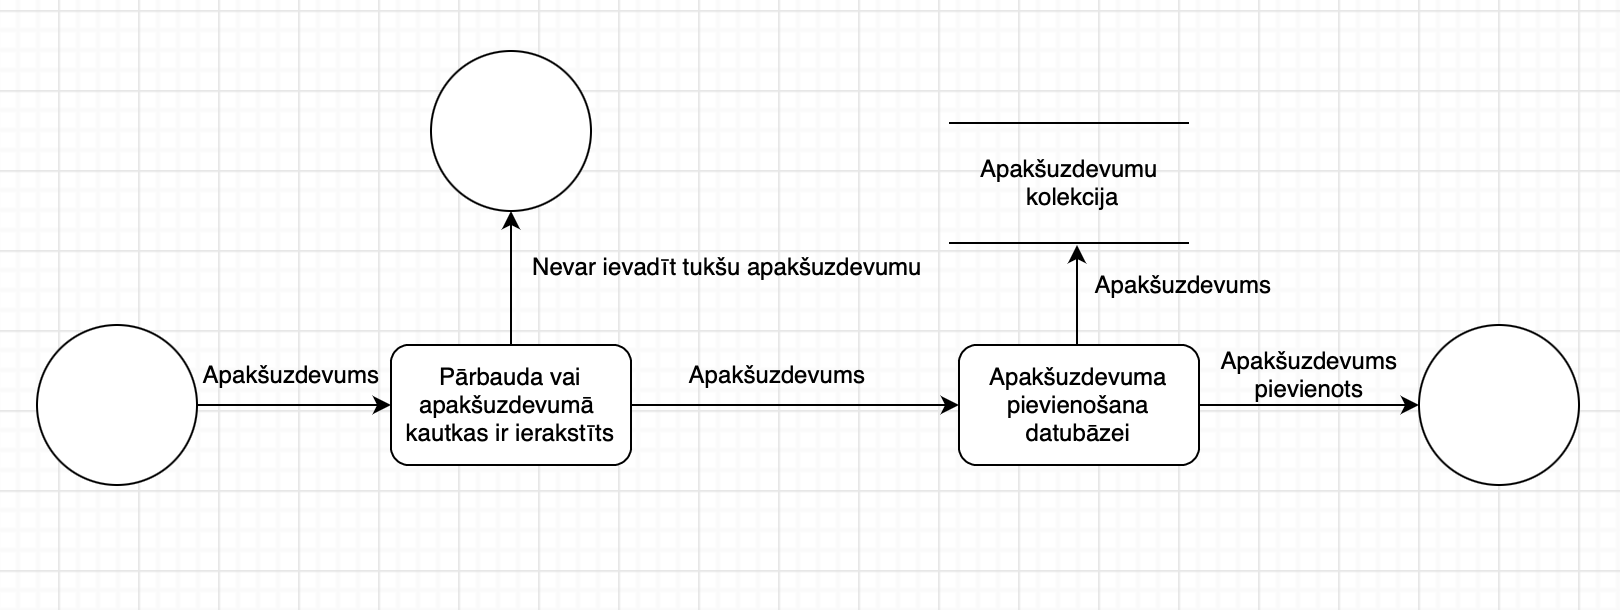 Apakšuzdevumu
kolekcija
Nevar ievadīt tukšu apakšuzdevumu
Apakšuzdevums
Apakšuzdevums
Pārbauda vai
apakšuzdevumā
kautkas ir ierakstīts
Apakšuzdevums
Apakšuzdevuma
pievienošana
datubāzei
Apakšuzdevums
pievienots